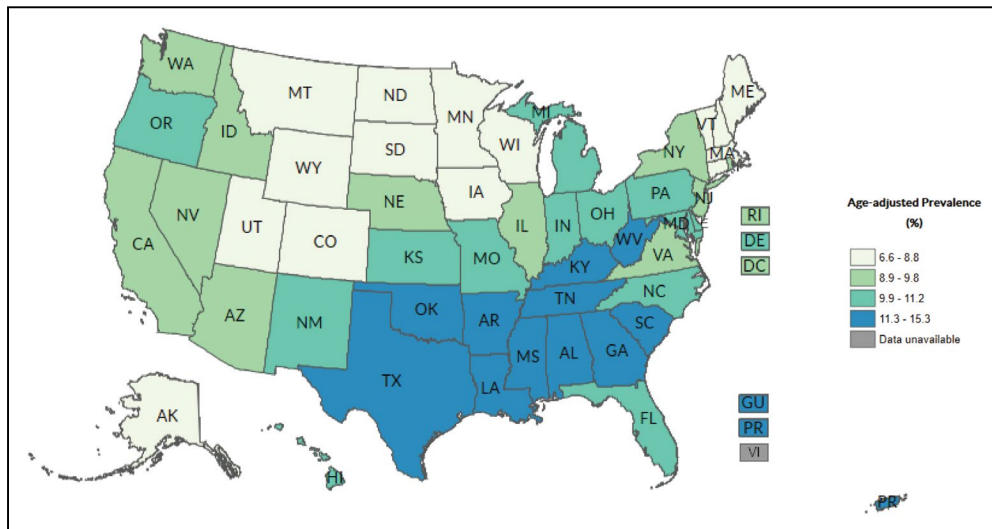 WA
MT
ND
MN
ME
VT
OR
ID
WI
MI
SD
WY
NY
MA
IA
NE
PA
NJ
RI
IL
IN
OH
MD
DE
NV
UT
CO
WV
CA
KS
MO
KY
VA
DC
TN
NC
AZ
NM
OK
AR
SC
MS
AL
GA
TX
LA
AK
FL
HI
GU
PR
VI
PR
Age-adjusted Prevalence
(%)
6.6 - 8.8
8.9 - 9.8
9.9 - 11.2
11.3 - 15.3
Data unavailable